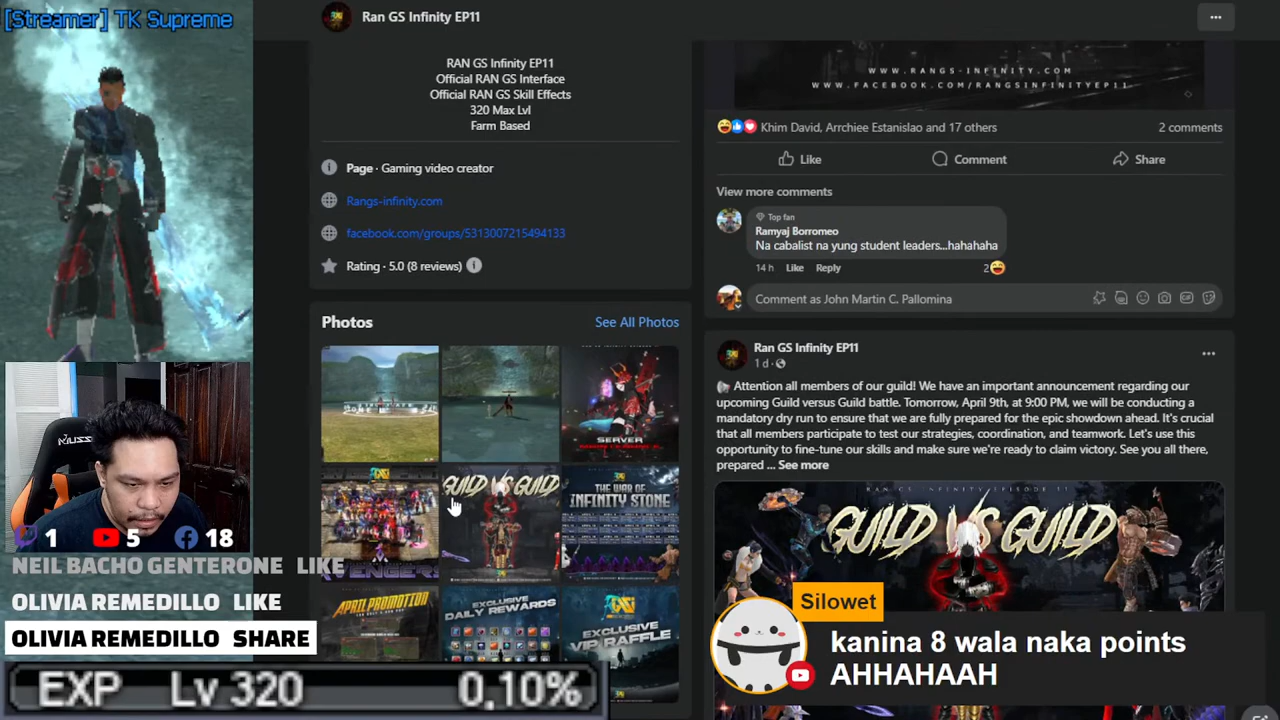 [Streamer] TK Supreme
Ran GS Infinity EP11
RAN GS Infinity EP11
Official RAN GS Interface
Official RAN GS Skill Effects
320 Max Lvl
Farm Based
Page · Gaming video creator
Rangs-infinity.com
facebook.com/groups/5313007215494133
Rating · 5.0 (8 reviews)
Photos
See All Photos
SERVER
GUILD VS GUILD
THE WAR OF
INFINITY STONE
AVENGERS
APRIL PROMOTION
EXCLUSIVE
DAILY REWARDS
EXCLUSIVE
VIP RAFFLE
WWW.RANGS-INFINITY.COM
WWW.FACEBOOK.COM/RANGSINFINITYEP11
Khim David, Arrchiee Estanislao and 17 others
2 comments
Like
Comment
Share
View more comments
Top fan
Ramyaj Borromeo
Na cabalist na yung student leaders...hahahaha
14 h Like Reply
2
Comment as John Martin C. Pallomina
Ran GS Infinity EP11
1 d ·
Attention all members of our guild! We have an important announcement regarding our
upcoming Guild versus Guild battle. Tomorrow, April 9th, at 9:00 PM, we will be conducting a
mandatory dry run to ensure that we are fully prepared for the epic showdown ahead. It's crucial
that all members participate to test our strategies, coordination, and teamwork. Let's use this
opportunity to fine-tune our skills and make sure we're ready to claim victory. See you all there,
prepared ... See more
RAN GS INFINITY EPISODE 11
GUILD VS GUILD
Silowet
kanina 8 wala naka points
AHHAHAAH
1 5 18
NEIL BACHO GENTERONE LIKE
OLIVIA REMEDILLO LIKE
OLIVIA REMEDILLO SHARE
EXP Lv 320 0,10%